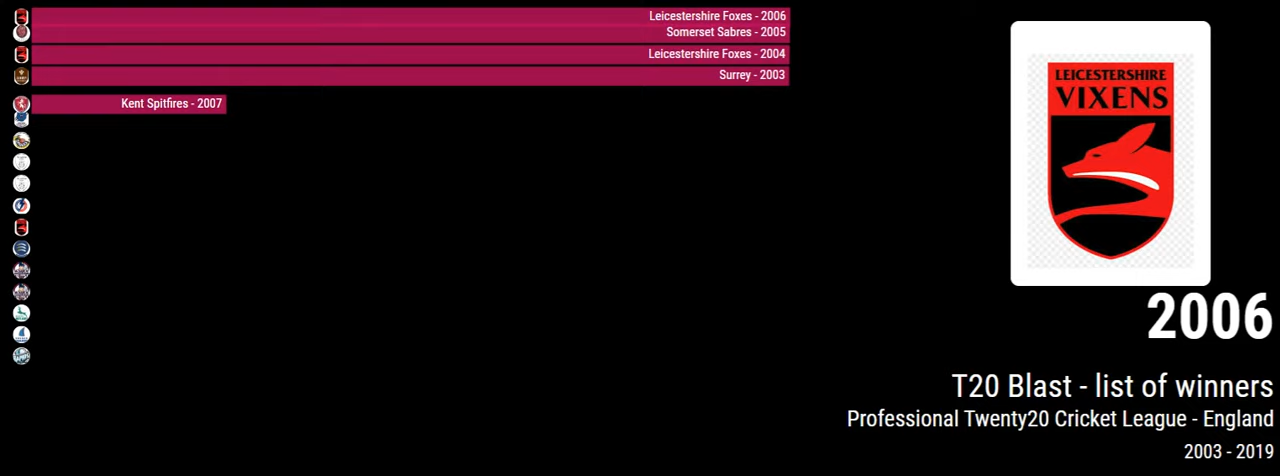 Leicestershire Foxes - 2006
Somerset Sabres - 2005
Leicestershire Foxes - 2004
Surrey - 2003
Kent Spitfires - 2007
LEICESTERSHIRE
VIXENS
2006
T20 Blast - list of winners
Professional Twenty20 Cricket League - England
2003 - 2019